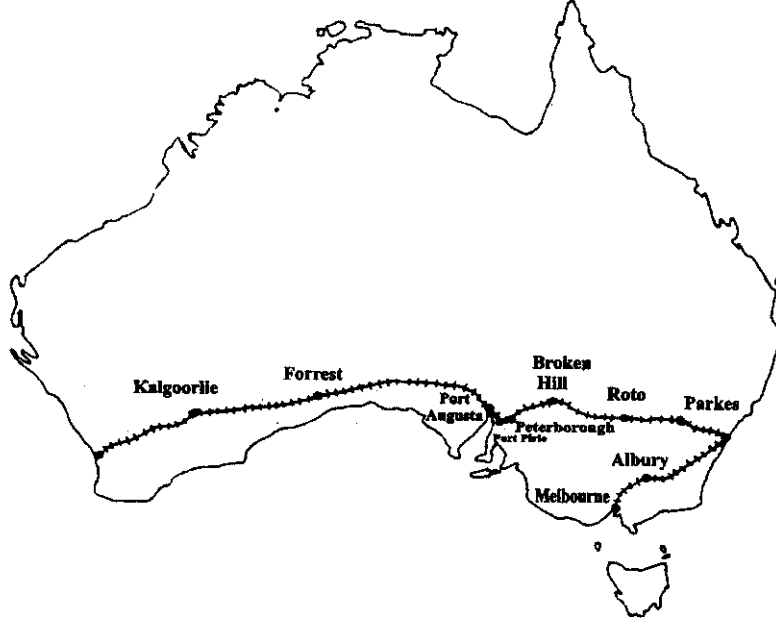 Broken
Hill
Forrest
Kalgoorlie
Roto
Port
Augusta
Parkes
Peterborough
Port Pirie
Albury
Melbourne